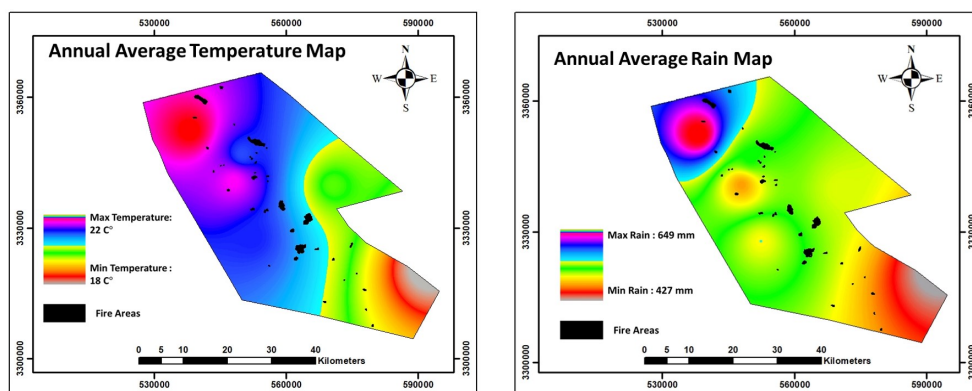 530000 560000 590000
Annual Average Temperature Map
N
W E
S
3360000 3360000
Max Temperature:
22 C°
3330000 3330000
Min Temperature :
18 C°
Fire Areas
0 5 10 20 30 40
Kilometers
3300000 3300000
530000 560000 590000
530000 560000 590000
Annual Average Rain Map
N
W E
S
3360000 3360000
Max Rain : 649 mm
3330000 3330000
Min Rain : 427 mm
Fire Areas
0 5 10 20 30 40
Kilometers
3300000 3300000
530000 560000 590000